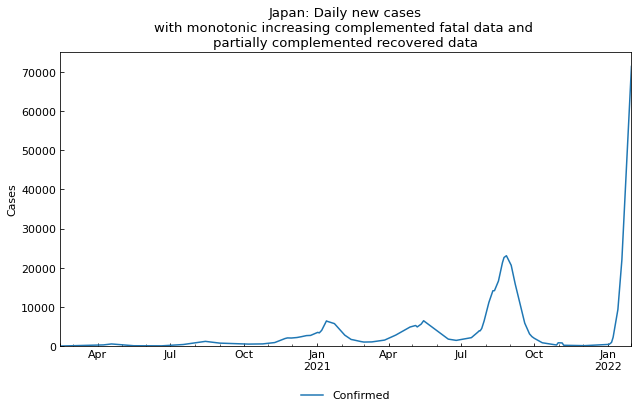 Japan: Daily new cases
with monotonic increasing complemented fatal data and
partially complemented recovered data
70000
60000
50000
40000
30000
20000
10000
0
Cases
Apr Jul Oct Jan Apr Jul Oct Jan
2021 2022
Confirmed